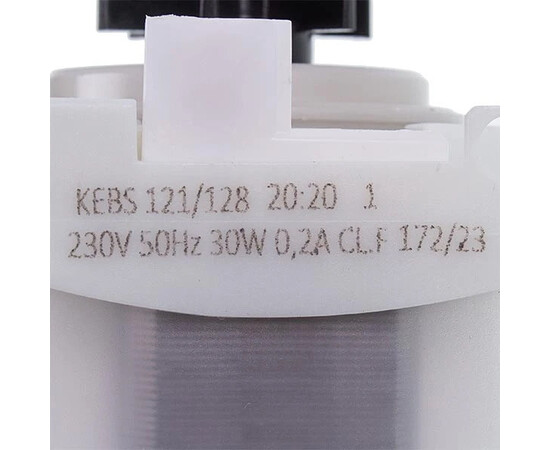 KEBS 121/128 20:20 1
230V 50Hz 30W 0,2A CL.F 172/23